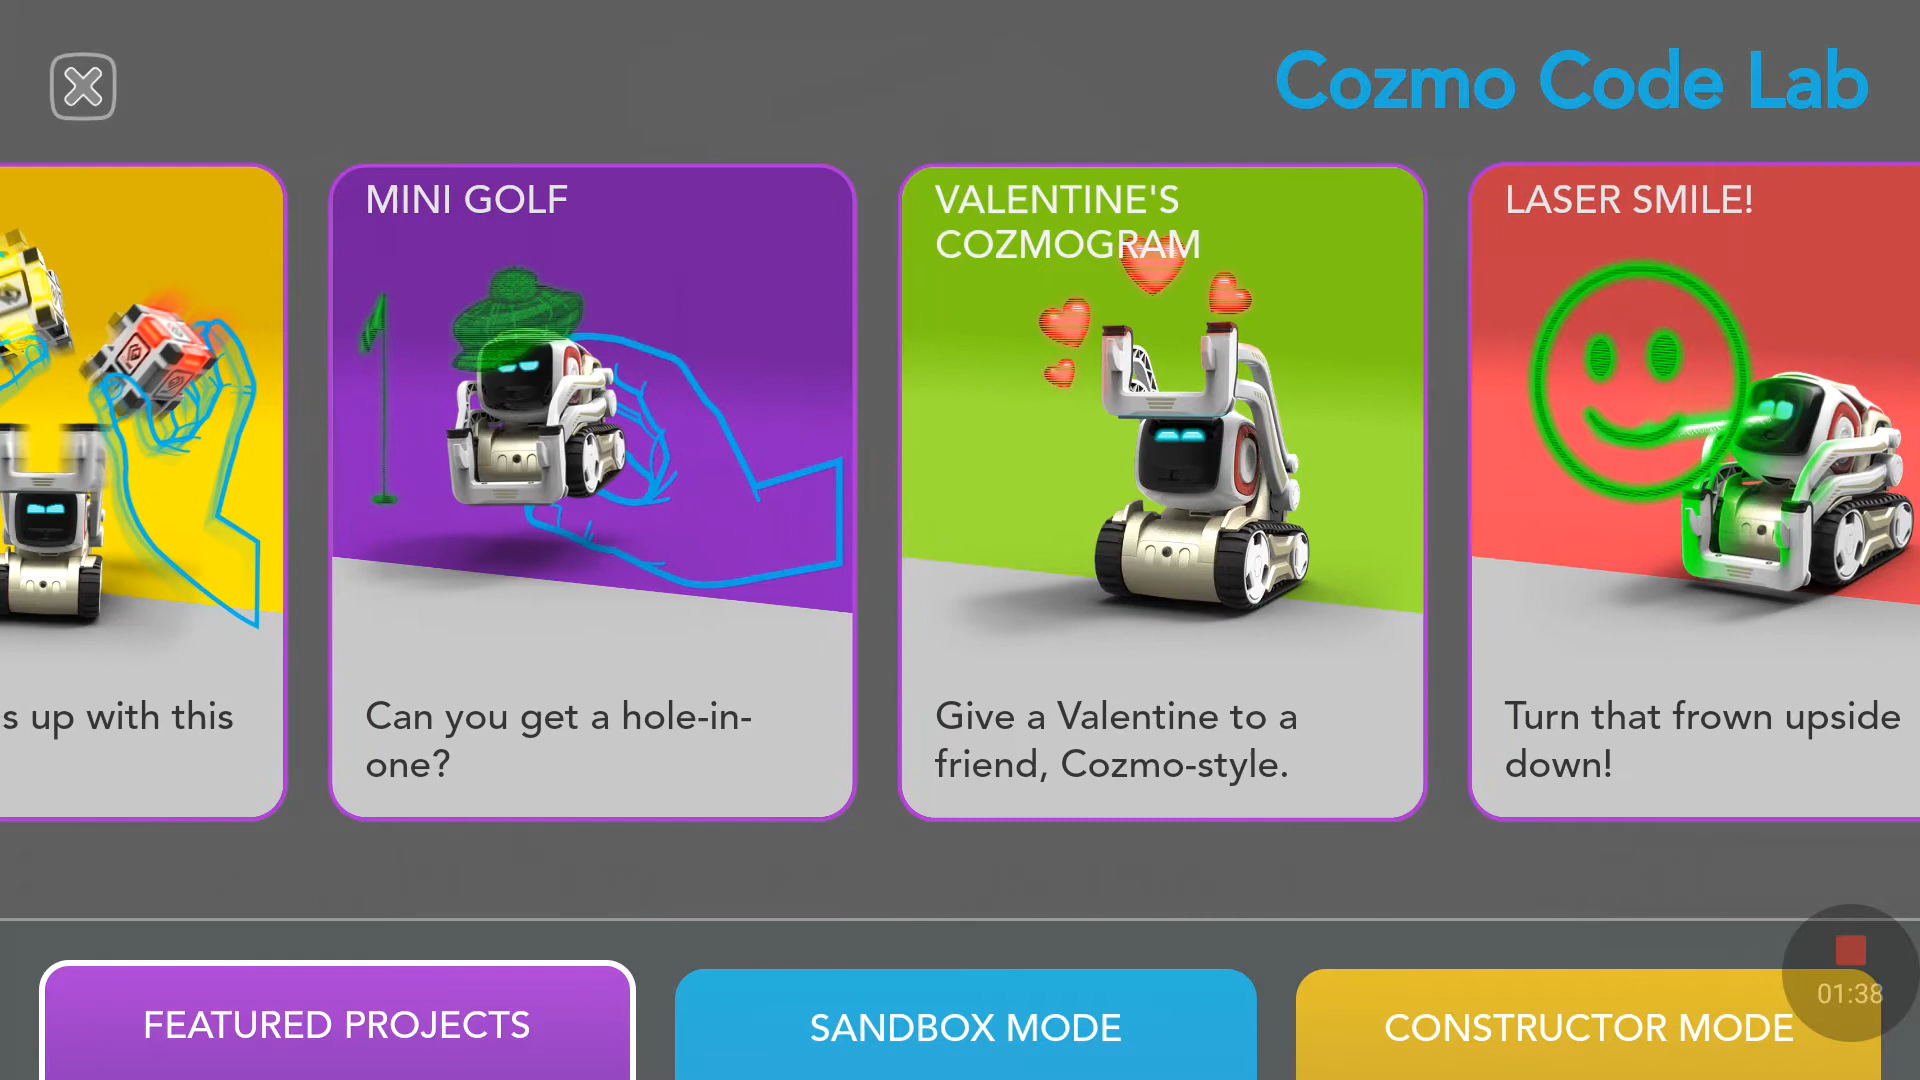 Cozmo Code Lab
MINI GOLF
VALENTINE'S
COZMOGRAM
LASER SMILE!
s up with this
Can you get a hole-in-
one?
Give a Valentine to a
friend, Cozmo-style.
Turn that frown upside
down!
FEATURED PROJECTS
SANDBOX MODE
CONSTRUCTOR MODE
01:38